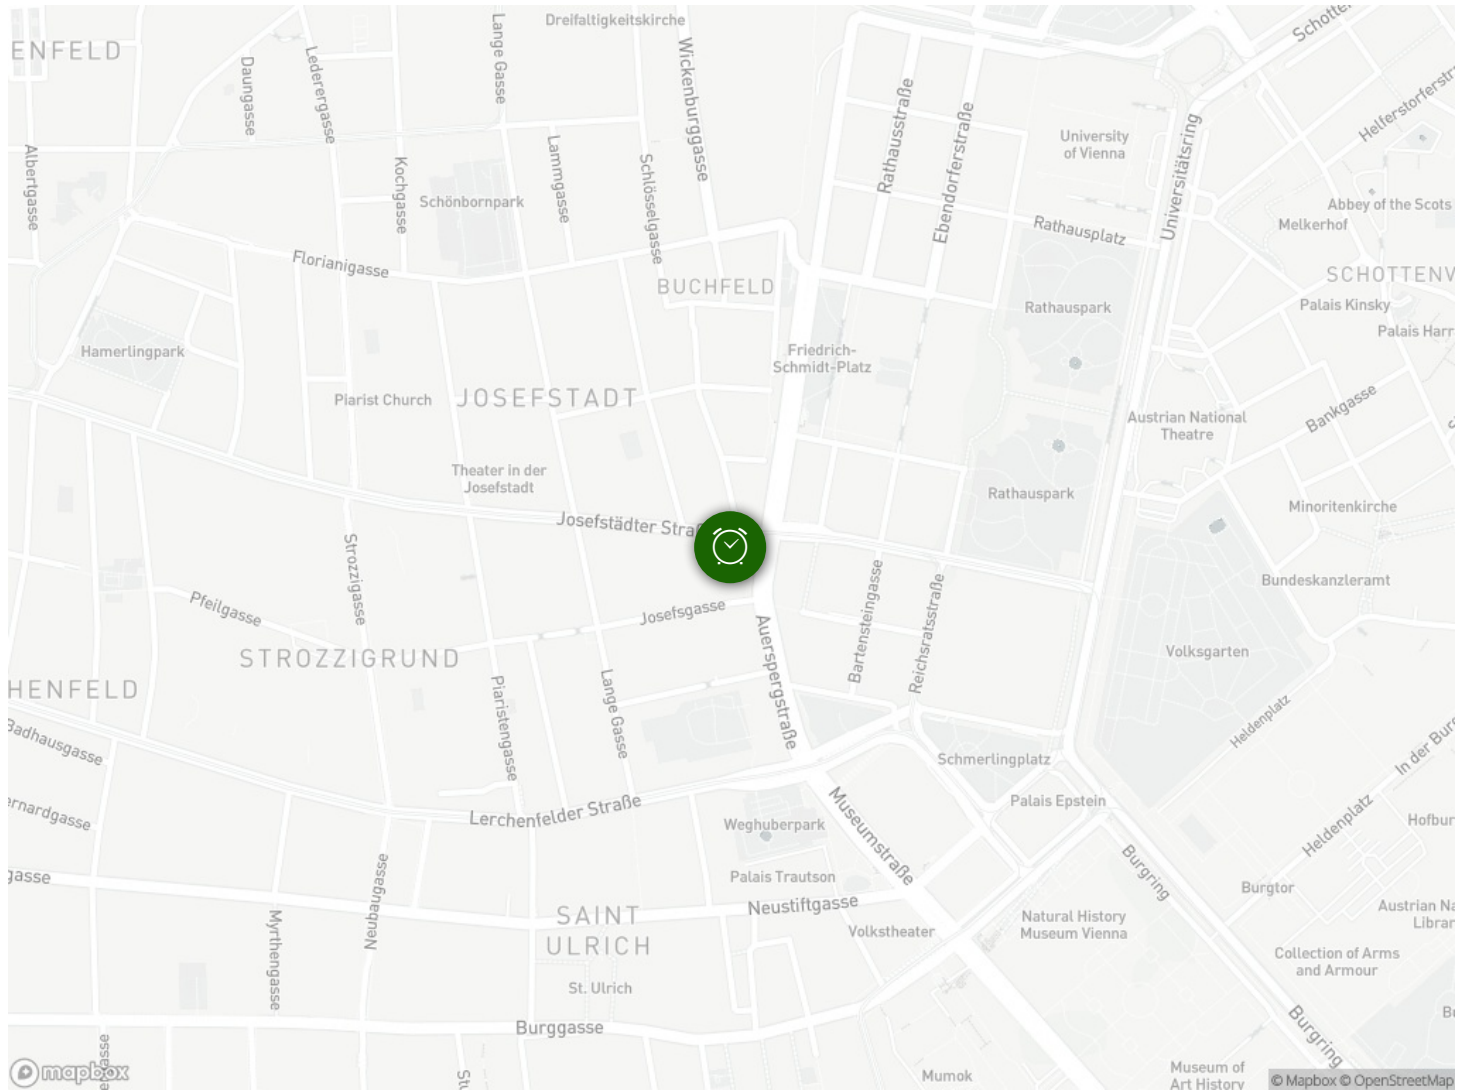 Dreifaltigkeitskirche
Schotten
ENFELD
Lange Gasse
Wickenburggasse
Lederergasse
Daungasse
Helferstorferstr
Rathausstraße
Ebendorferstraße
University
of Vienna
Universitätsring
Albertgasse
Kochgasse
Lammgasse
Schlösselgasse
Schönbornpark
Abbey of the Scots
Melkerhof
Rathausplatz
Florianigasse
SCHOTTENV
BUCHFELD
Rathauspark
Palais Kinsky
Palais Harr
Hamerlingpark
Friedrich-
Schmidt-Platz
Piarist Church
JOSEFSTADT
Austrian National
Theatre
Bankgasse
Theater in der
Josefstadt
Rathauspark
Minoritenkirche
Josefstädter Straß
Strozzigasse
Bartensteingasse
Reichsratsstraße
Bundeskanzleramt
Pfeilgasse
Josefsgasse
Auerspergstraße
Volksgarten
STROZZIGRUND
HENFELD
Piaristengasse
Lange Gasse
Heldenplatz
Badhausgasse
Schmerlingplatz
In der Burg
Palais Epstein
ernardgasse
Lerchenfelder Straße
Weghuberpark
Museumstraße
Heldenplatz
Hofbur
Burgring
gasse
Neubaugasse
Palais Trautson
Burgtor
Neustiftgasse
Austrian Na
Librar
Myrthengasse
SAINT
ULRICH
Volkstheater
Natural History
Museum Vienna
Collection of Arms
and Armour
St. Ulrich
Burggasse
Burgring
mapbox
Mumok
Museum of
Art History
© Mapbox © OpenStreetMap